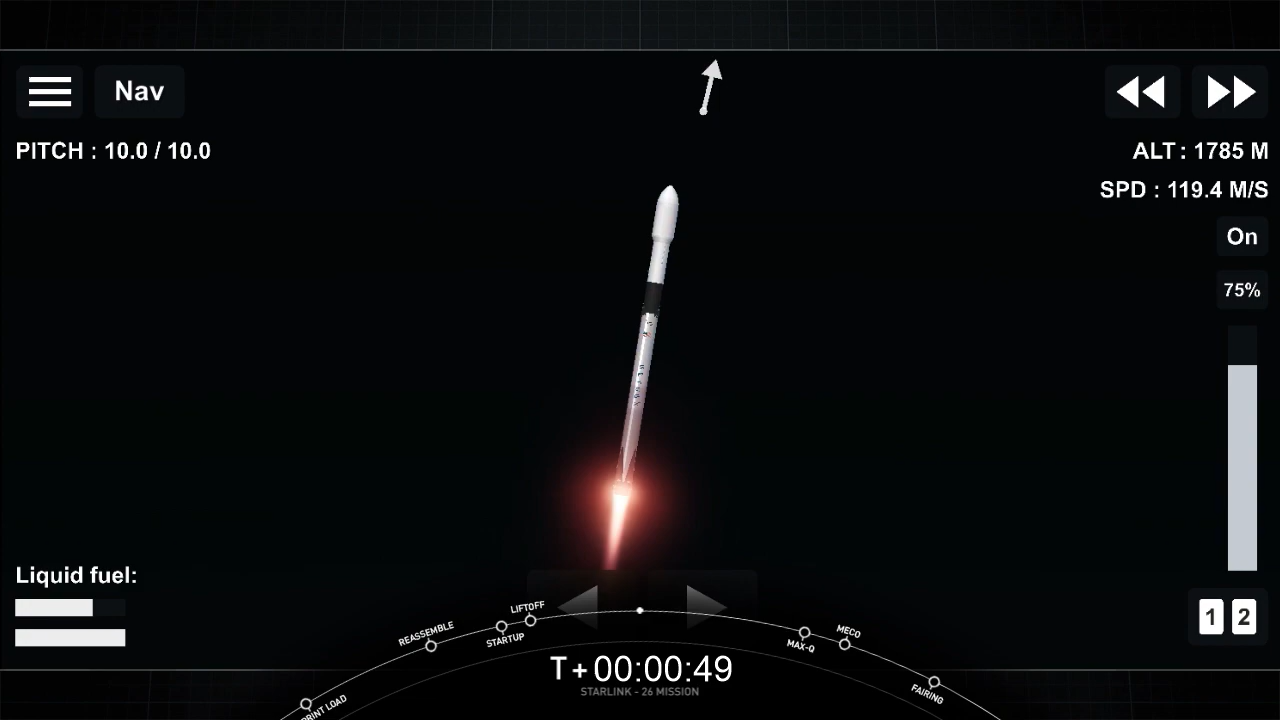 Nav
PITCH : 10.0 / 10.0
ALT : 1785 M
SPD : 119.4 M/S
On
75%
Liquid fuel:
1 2
LIFTOFF
REASSEMBLE
STARTUP
MECO
MAX-Q
FAIRING
LOAD
T+00:00:49
STARLINK - 26 MISSION